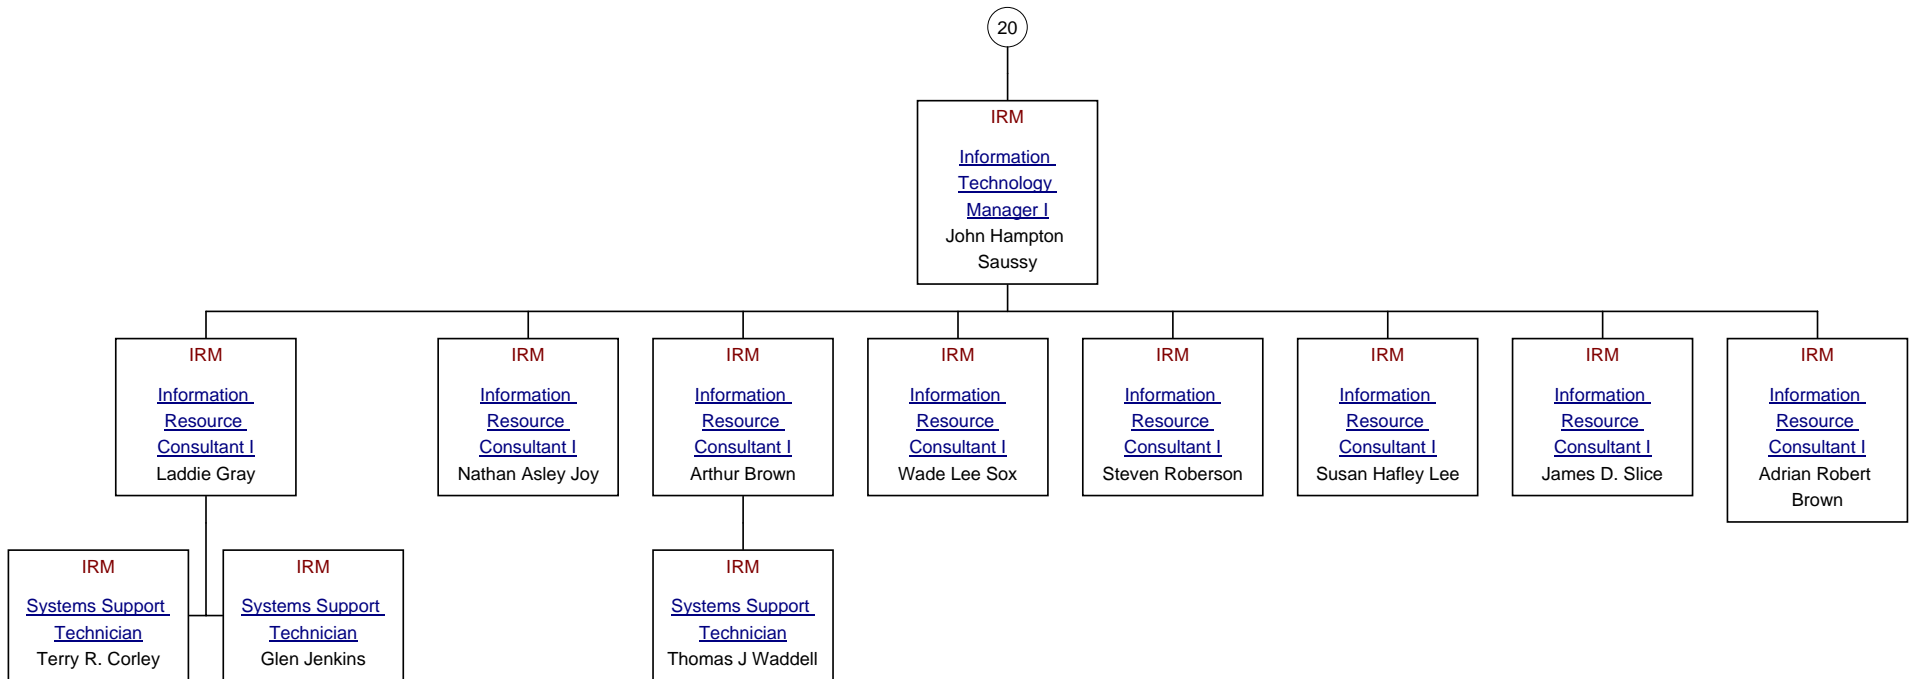 20
IRM
Information
Technology
Manager I
John Hampton
Saussy
IRM
Information
Resource
Consultant I
Laddie Gray
IRM
Information
Resource
Consultant I
Nathan Asley Joy
IRM
Information
Resource
Consultant I
Arthur Brown
IRM
Information
Resource
Consultant I
Wade Lee Sox
IRM
Information
Resource
Consultant I
Steven Roberson
IRM
Information
Resource
Consultant I
Susan Hafley Lee
IRM
Information
Resource
Consultant I
James D. Slice
IRM
Information
Resource
Consultant I
Adrian Robert
Brown
IRM
Systems Support
Technician
Terry R. Corley
IRM
Systems Support
Technician
Glen Jenkins
IRM
Systems Support
Technician
Thomas J Waddell